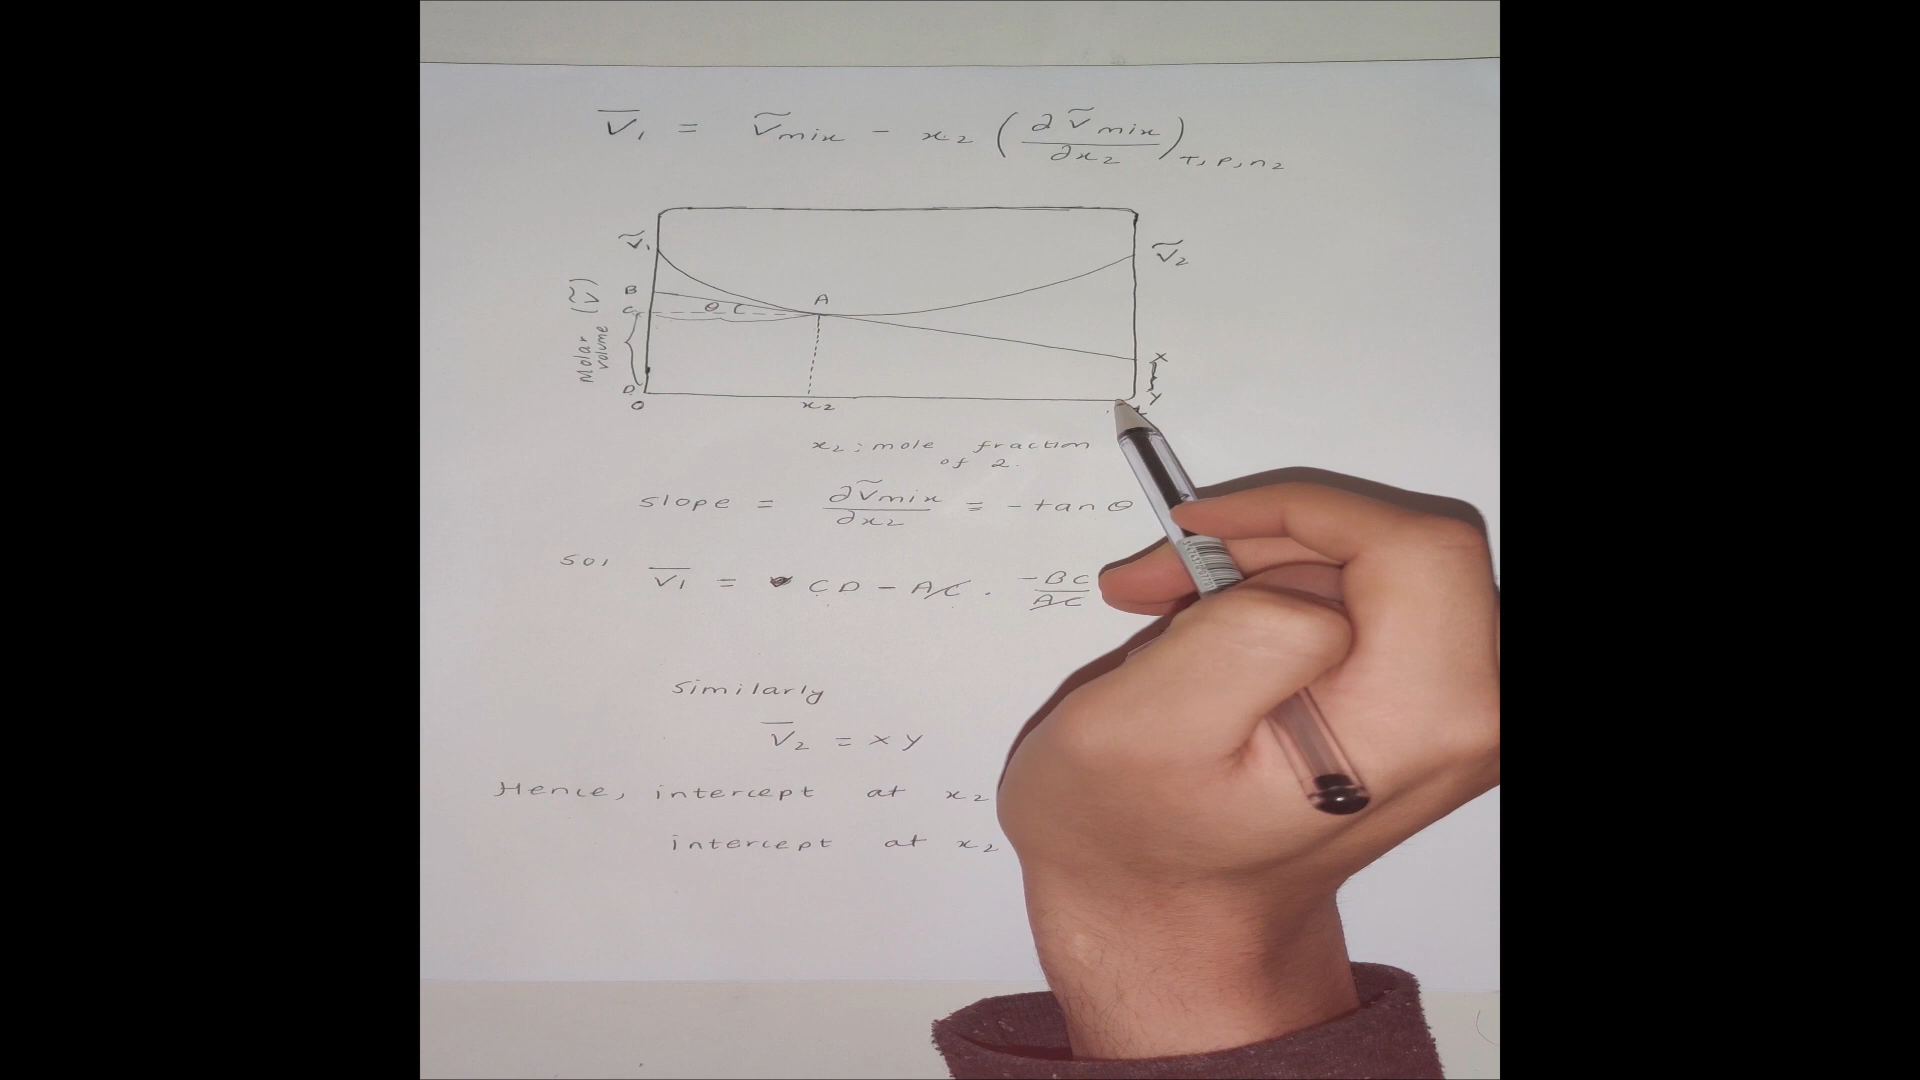 V̅₁ = Ṽmix - x₂ (∂Ṽmix / ∂x₂) T, P, n₂
Ṽ₁
Ṽ₂
Molar volume (Ṽ)
B
C
θ
A
D
O
x₂
X
Y
x₂ : mole fraction
of 2.
slope = ∂Ṽmix / ∂x₂ = - tan θ
So, V̅₁ = CD - AC . -BC / AC
similarly
V̅₂ = XY
Hence, intercept at x₂
intercept at x₂